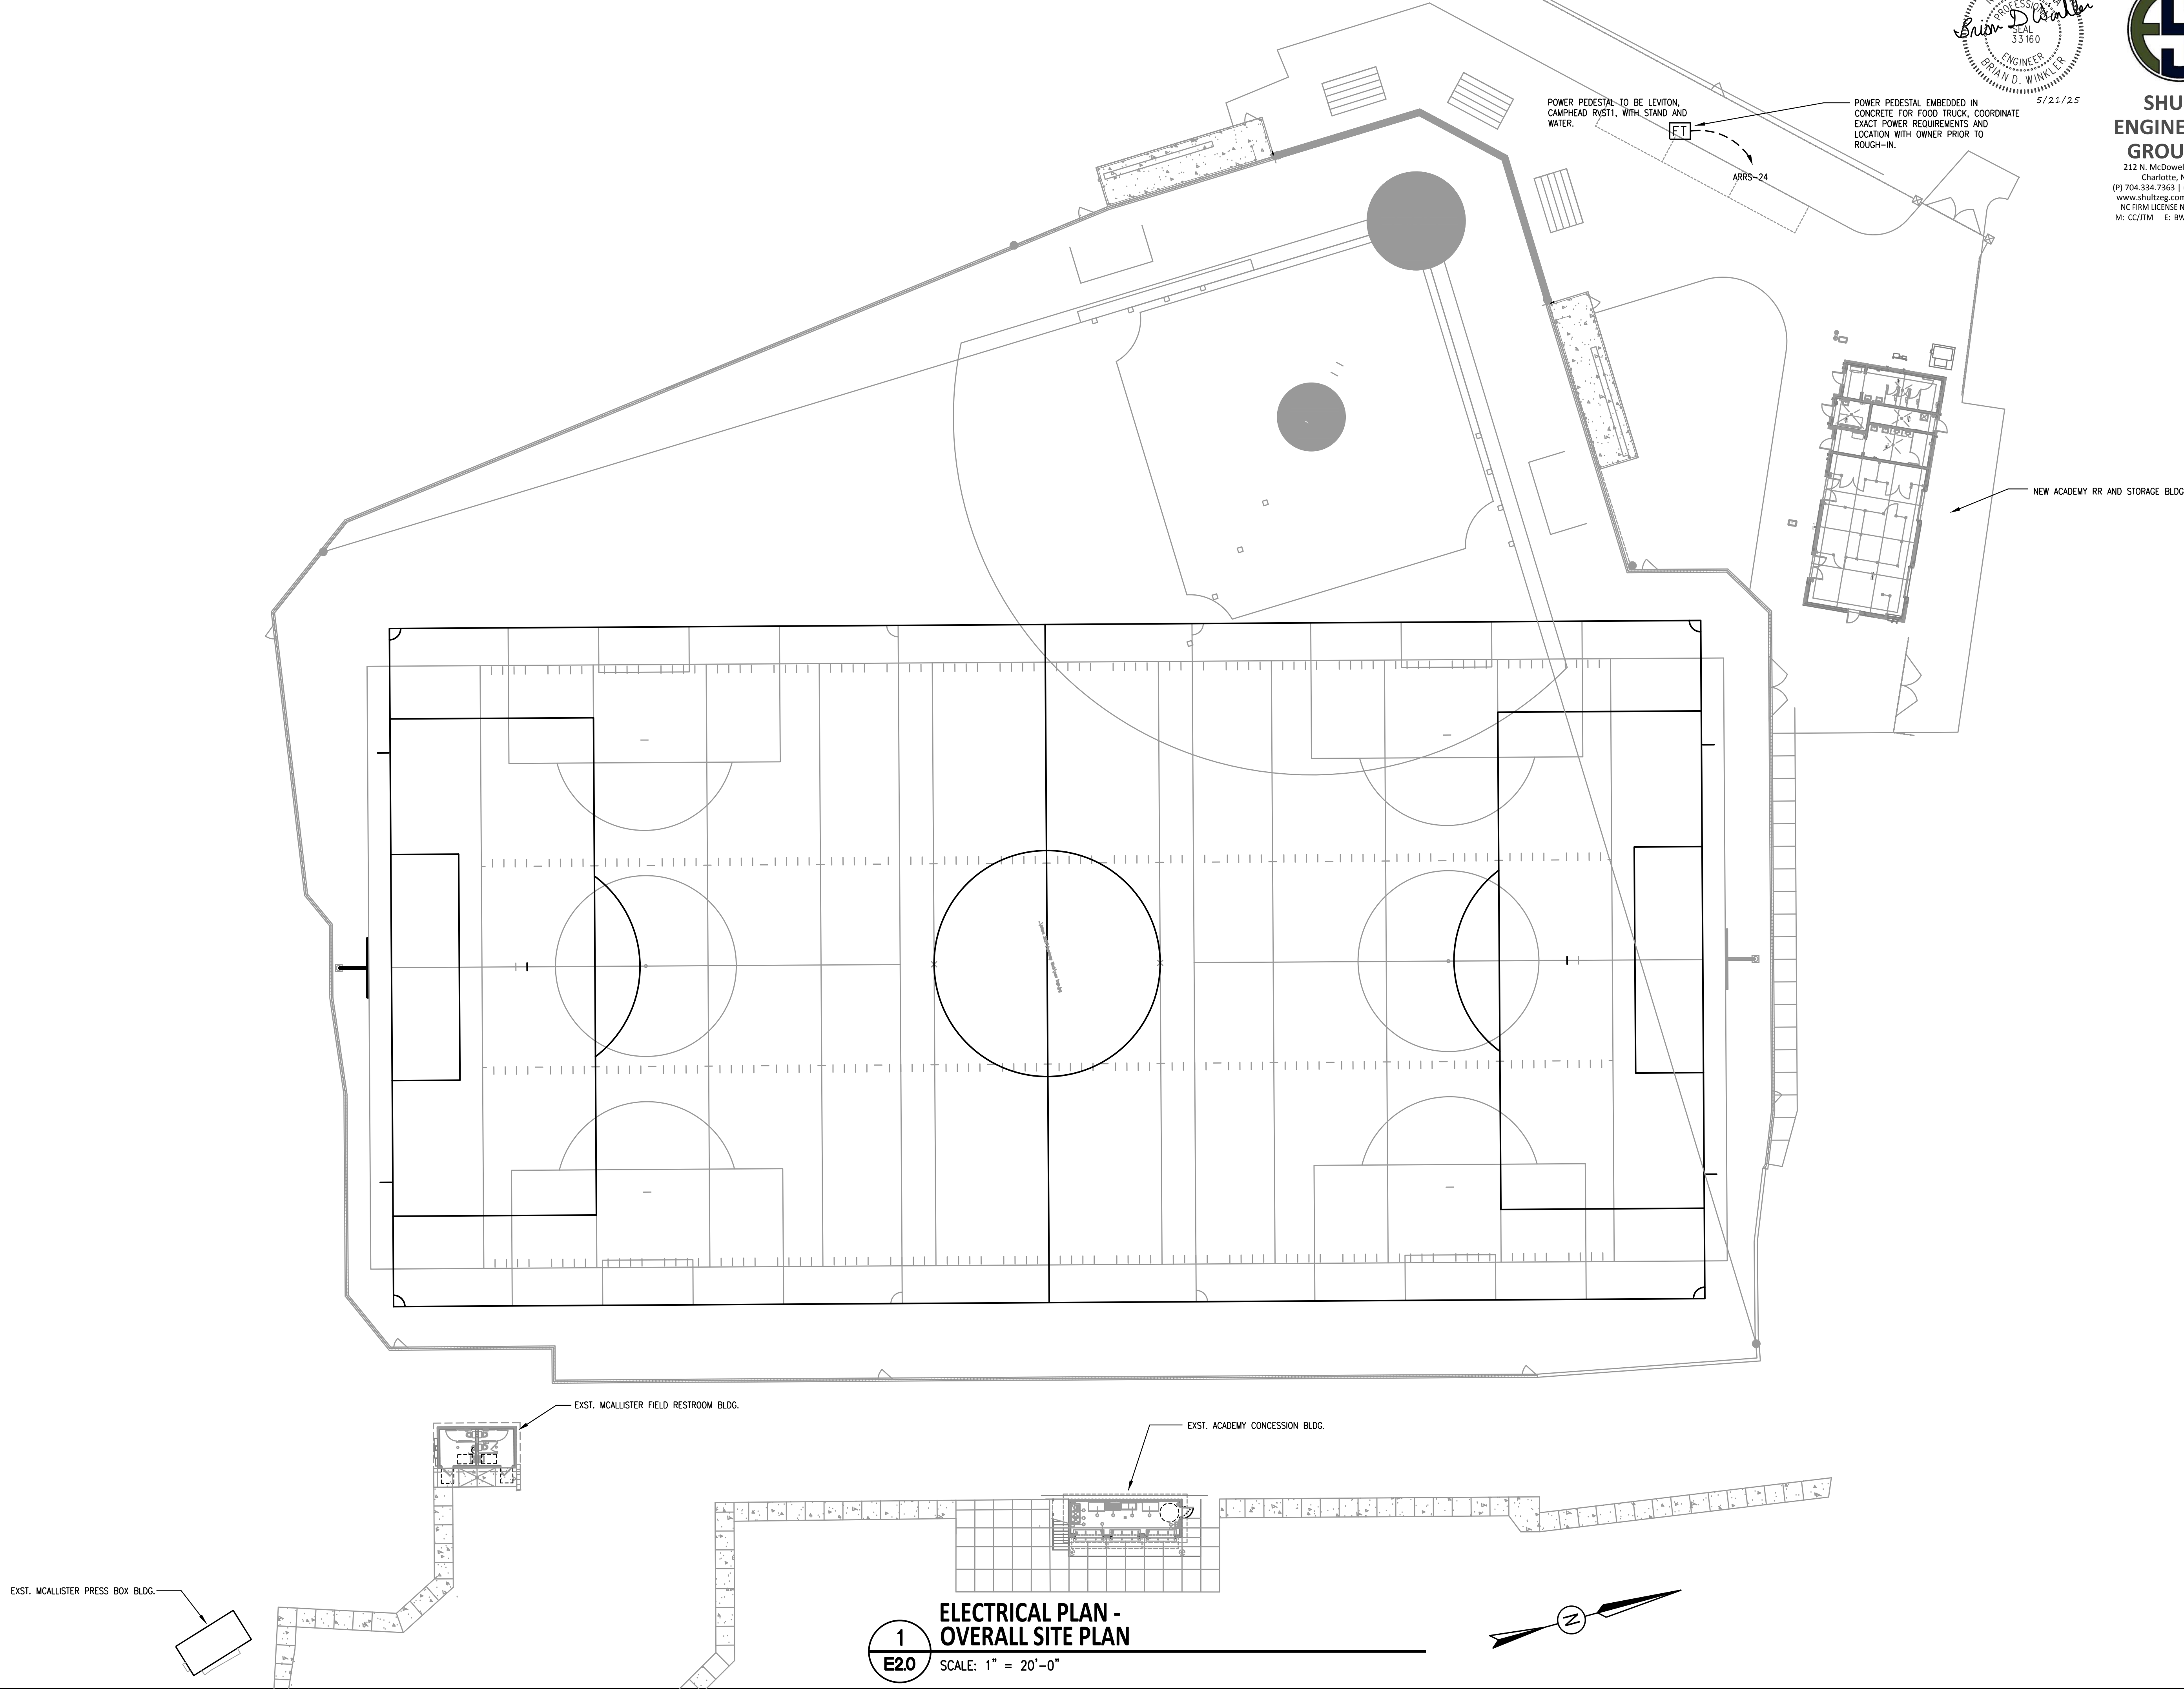 PROFESSIONAL
SEAL
33160
ENGINEER
BRIAN D. WINKLER
Brian D Winkler
5/21/25
SHU
ENGINE
GROU
212 N. McDowel
Charlotte, N
(P) 704.334.7363 |
www.shultzeg.com
NC FIRM LICENSE N
M: CC/JTM E: BW
POWER PEDESTAL TO BE LEVITON,
CAMPHEAD RVST1, WITH STAND AND
WATER.
FT
POWER PEDESTAL EMBEDDED IN
CONCRETE FOR FOOD TRUCK, COORDINATE
EXACT POWER REQUIREMENTS AND
LOCATION WITH OWNER PRIOR TO
ROUGH-IN.
ARRS-24
NEW ACADEMY RR AND STORAGE BLDG
EXST. MCALLISTER FIELD RESTROOM BLDG.
EXST. ACADEMY CONCESSION BLDG.
EXST. MCALLISTER PRESS BOX BLDG.
1
E2.0
ELECTRICAL PLAN -
OVERALL SITE PLAN
SCALE: 1" = 20'-0"
N